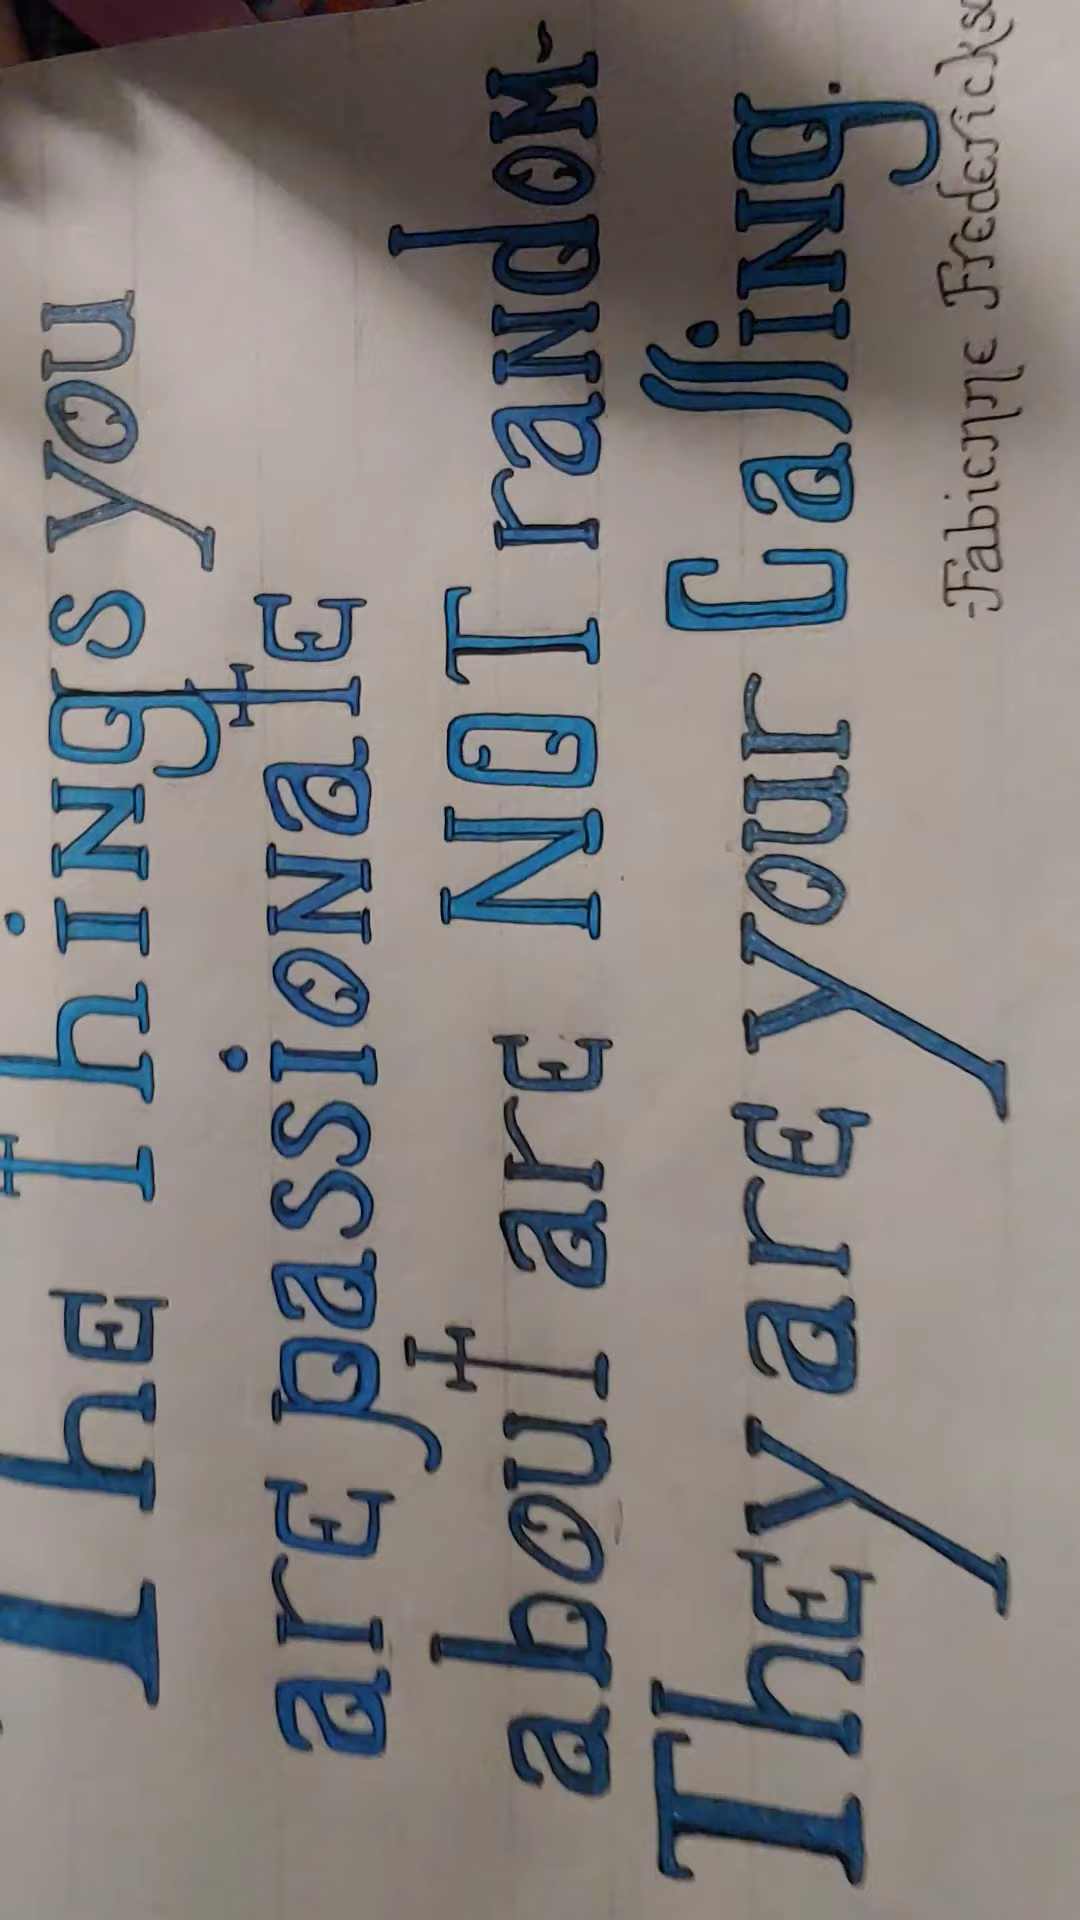 The things you
are passionate
about are NOT random~
They are your Calling.
-Fabienne Fredericks